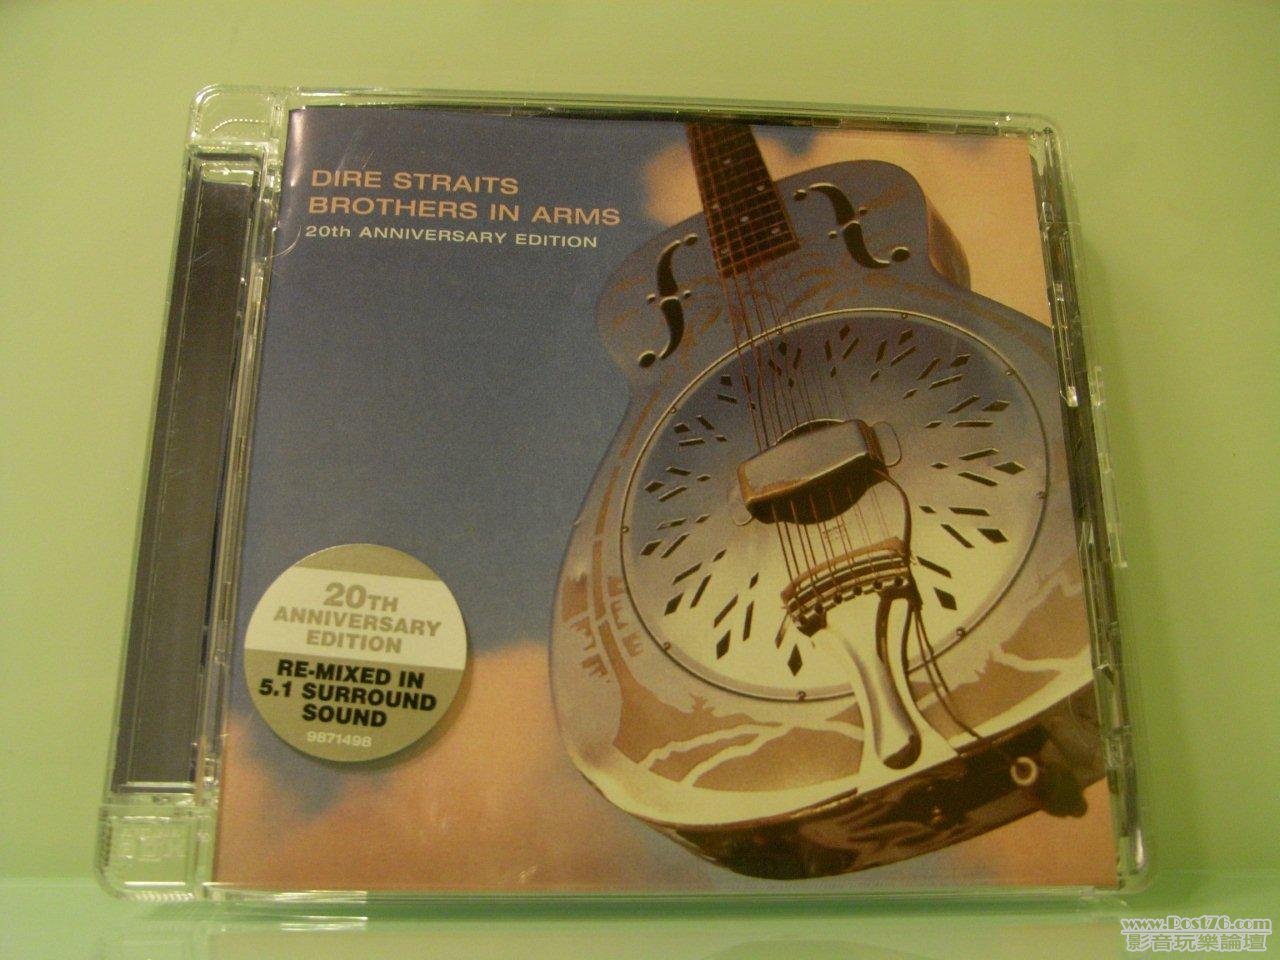 DIRE STRAITS
BROTHERS IN ARMS
20th ANNIVERSARY EDITION
20TH
ANNIVERSARY
EDITION
RE-MIXED IN
5.1 SURROUND
SOUND
9871498
www.Post76.com
影音玩樂論壇